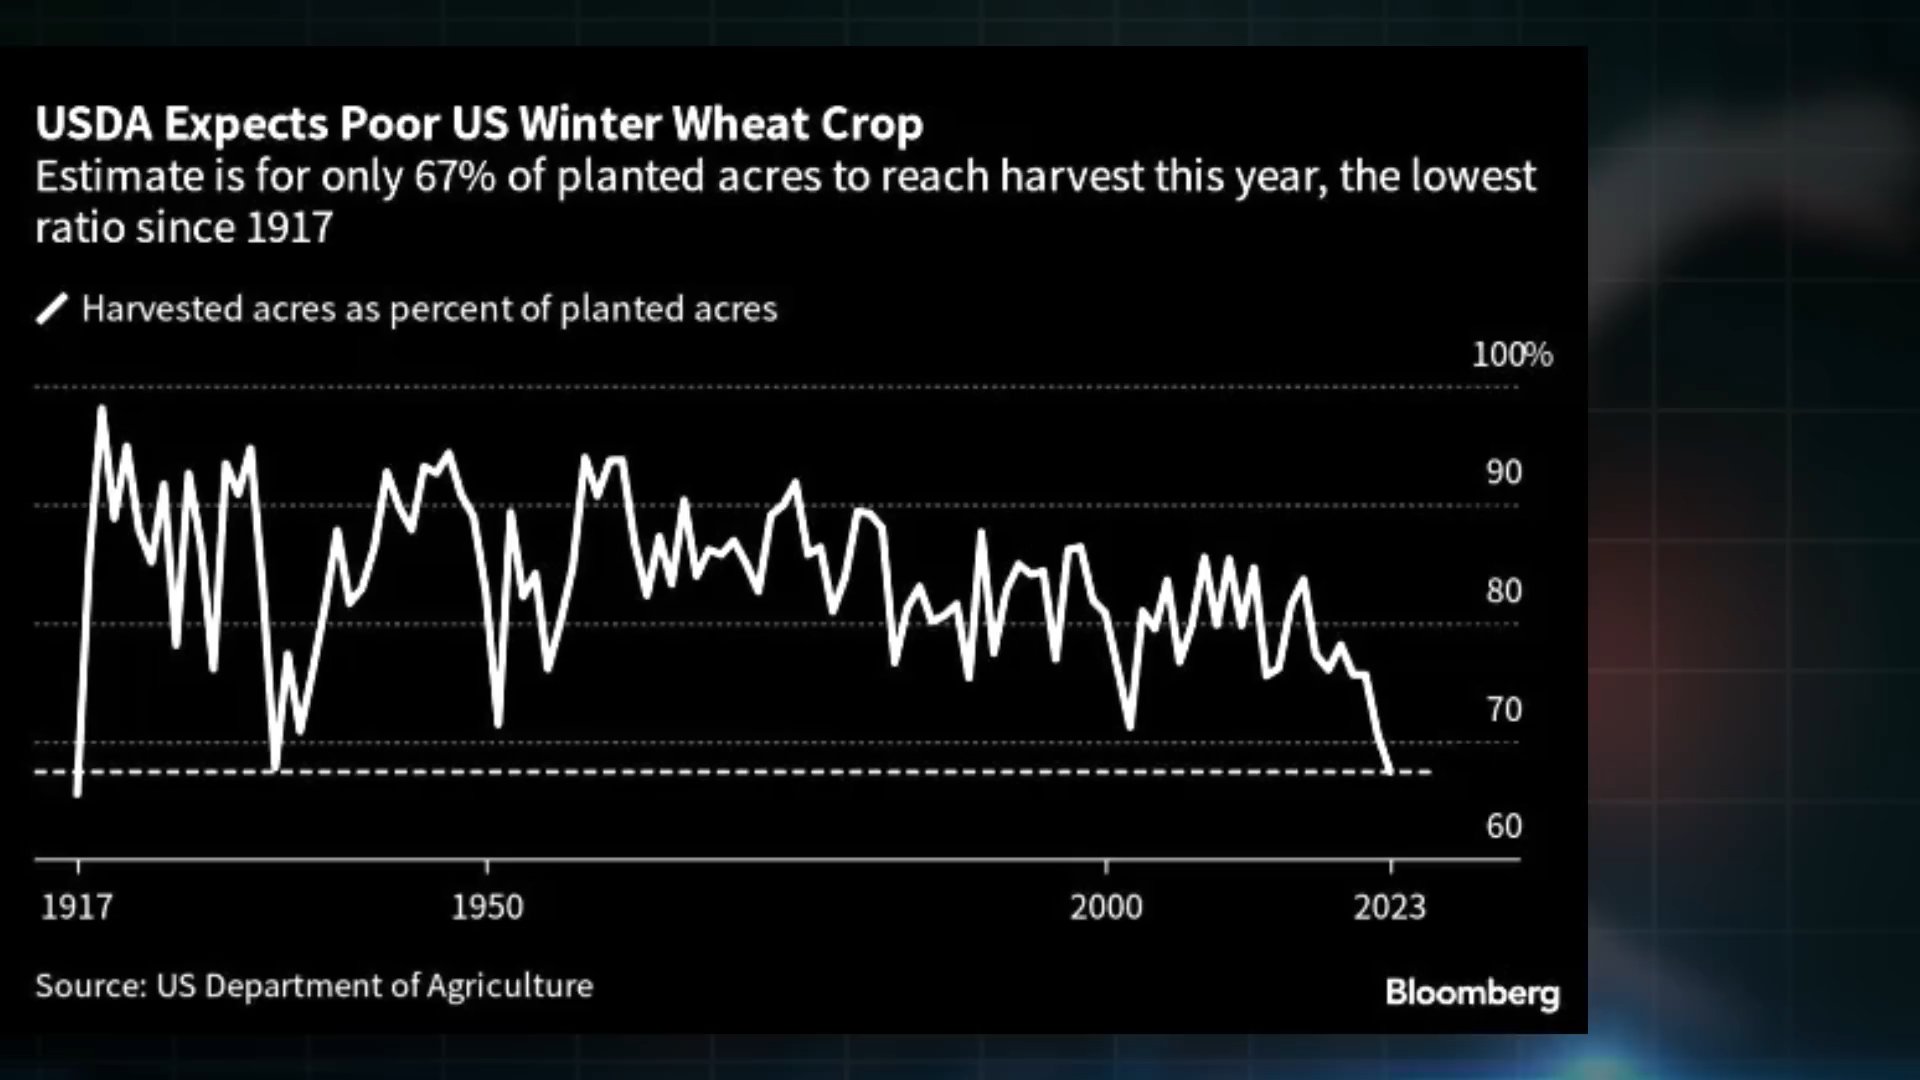 USDA Expects Poor US Winter Wheat Crop
Estimate is for only 67% of planted acres to reach harvest this year, the lowest
ratio since 1917
Harvested acres as percent of planted acres
100%
90
80
70
60
1917 1950 2000 2023
Source: US Department of Agriculture
Bloomberg